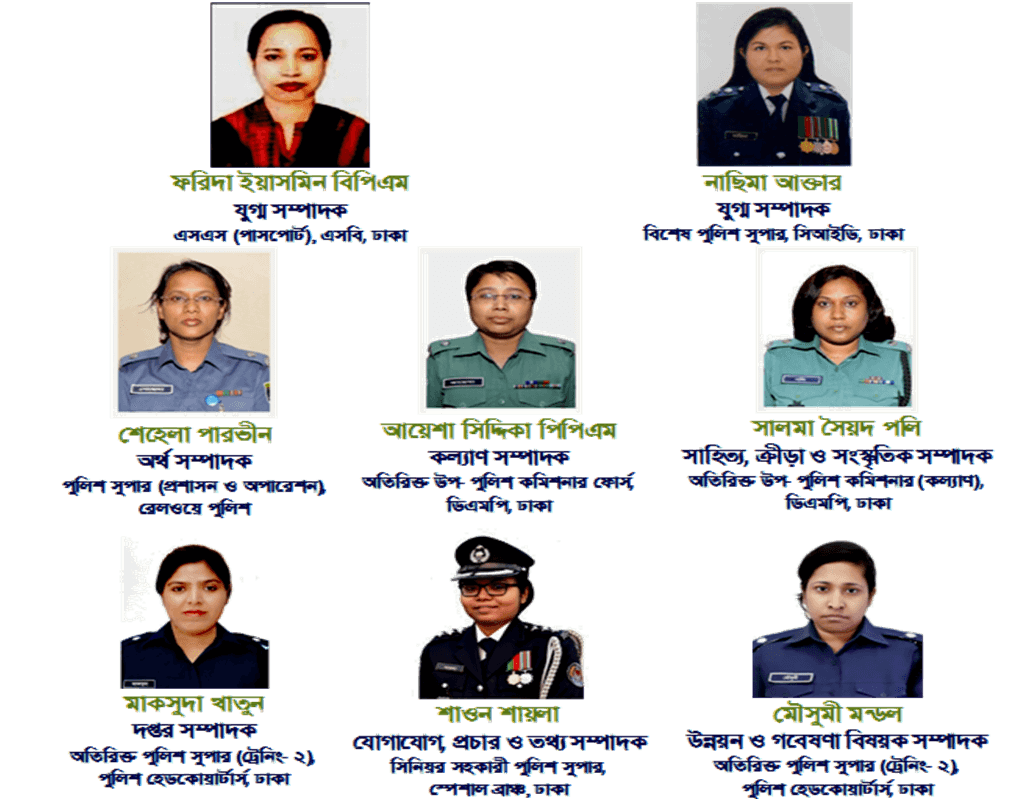 ফরিদা ইয়াসমিন বিপিএম
যুগ্ম সম্পাদক
এসএস (পাসপোর্ট), এসবি, ঢাকা
নাছিমা আক্তার
যুগ্ম সম্পাদক
বিশেষ পুলিশ সুপার, সিআইডি, ঢাকা
শেহেলা পারভীন
অর্থ সম্পাদক
পুলিশ সুপার (প্রশাসন ও অপারেশন),
রেলওয়ে পুলিশ
আয়েশা সিদ্দিকা পিপিএম
কল্যাণ সম্পাদক
অতিরিক্ত উপ- পুলিশ কমিশনার ফোর্স,
ডিএমপি, ঢাকা
সালমা সৈয়দ পলি
সাহিত্য, ক্রীড়া ও সংস্কৃতিক সম্পাদক
অতিরিক্ত উপ- পুলিশ কমিশনার (কল্যাণ),
ডিএমপি, ঢাকা
মাকসুদা খাতুন
দপ্তর সম্পাদক
অতিরিক্ত পুলিশ সুপার (ট্রেনিং- ২),
পুলিশ হেডকোয়ার্টার্স, ঢাকা
শাওন শায়লা
যোগাযোগ, প্রচার ও তথ্য সম্পাদক
সিনিয়র সহকারী পুলিশ সুপার,
স্পেশাল ব্রাঞ্চ, ঢাকা
মৌসুমী মন্ডল
উন্নয়ন ও গবেষণা বিষয়ক সম্পাদক
অতিরিক্ত পুলিশ সুপার (ট্রেনিং- ২),
পুলিশ হেডকোয়ার্টার্স, ঢাকা